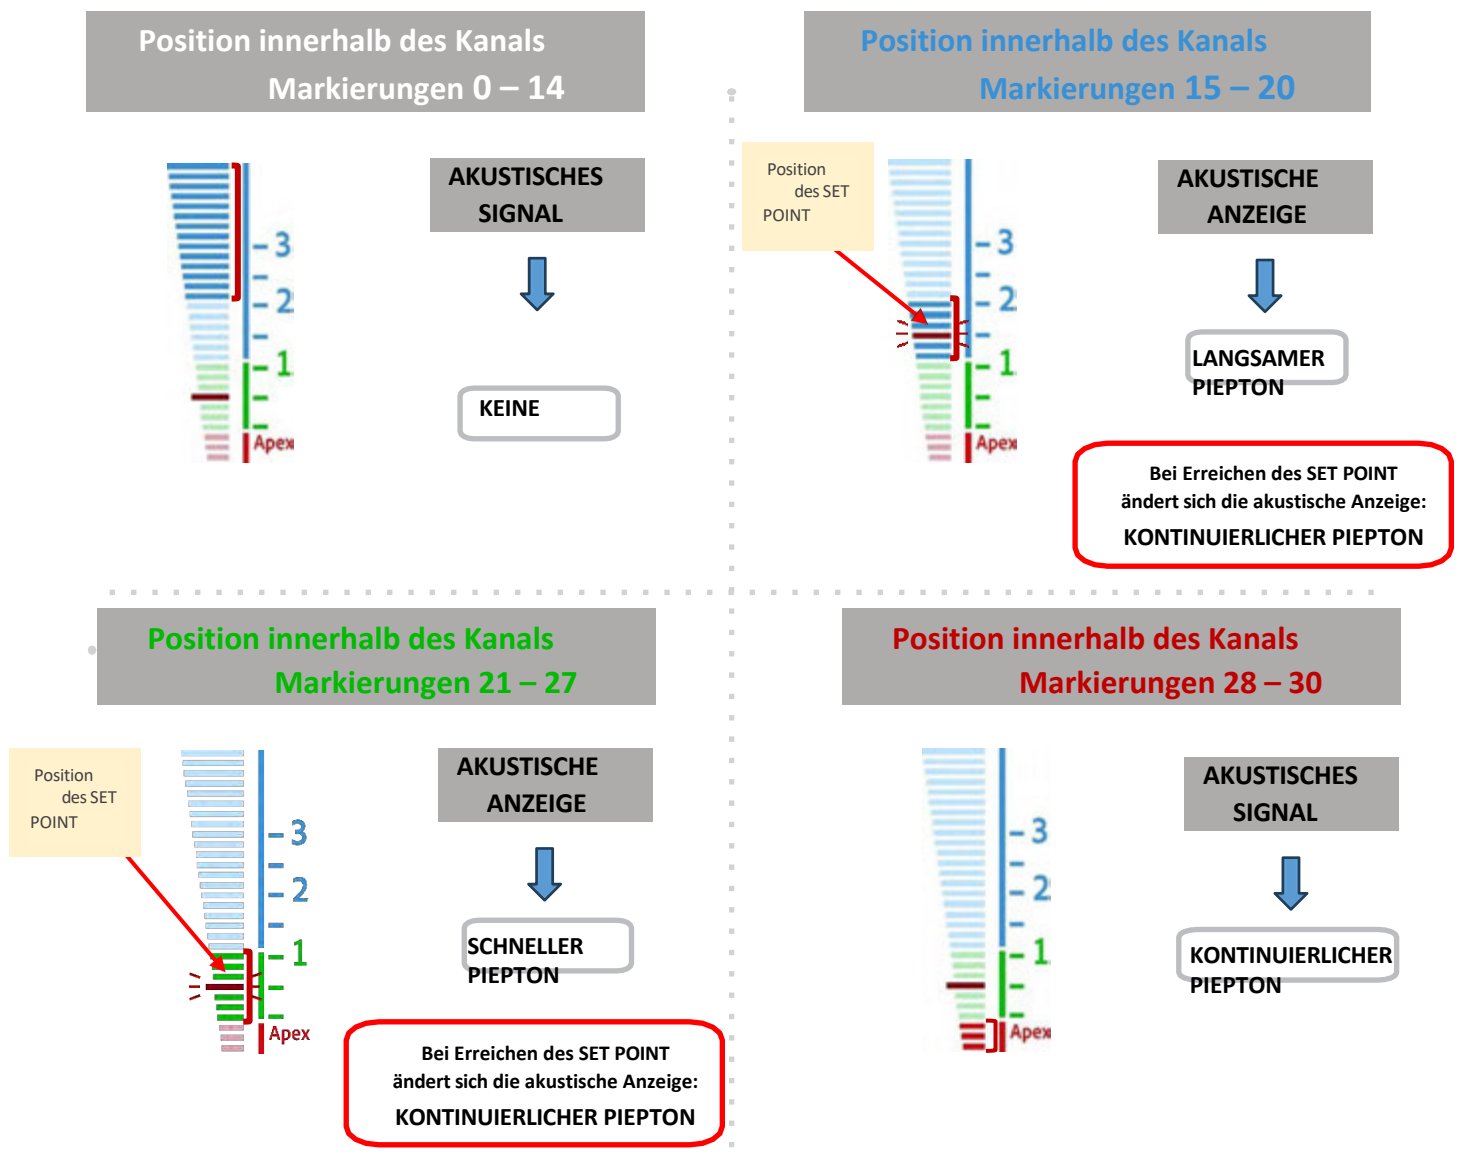 Position innerhalb des Kanals
Markierungen 0 – 14
AKUSTISCHES
SIGNAL
3
2
1
Apex
KEINE
Position innerhalb des Kanals
Markierungen 15 – 20
Position
des SET
POINT
AKUSTISCHE
ANZEIGE
3
2
1
Apex
LANGSAMER
PIEPTON
Bei Erreichen des SET POINT
ändert sich die akustische Anzeige:
KONTINUIERLICHER PIEPTON
Position innerhalb des Kanals
Markierungen 21 – 27
Position
des SET
POINT
AKUSTISCHE
ANZEIGE
3
2
1
Apex
SCHNELLER
PIEPTON
Bei Erreichen des SET POINT
ändert sich die akustische Anzeige:
KONTINUIERLICHER PIEPTON
Position innerhalb des Kanals
Markierungen 28 – 30
AKUSTISCHES
SIGNAL
3
2
1
Apex
KONTINUIERLICHER
PIEPTON